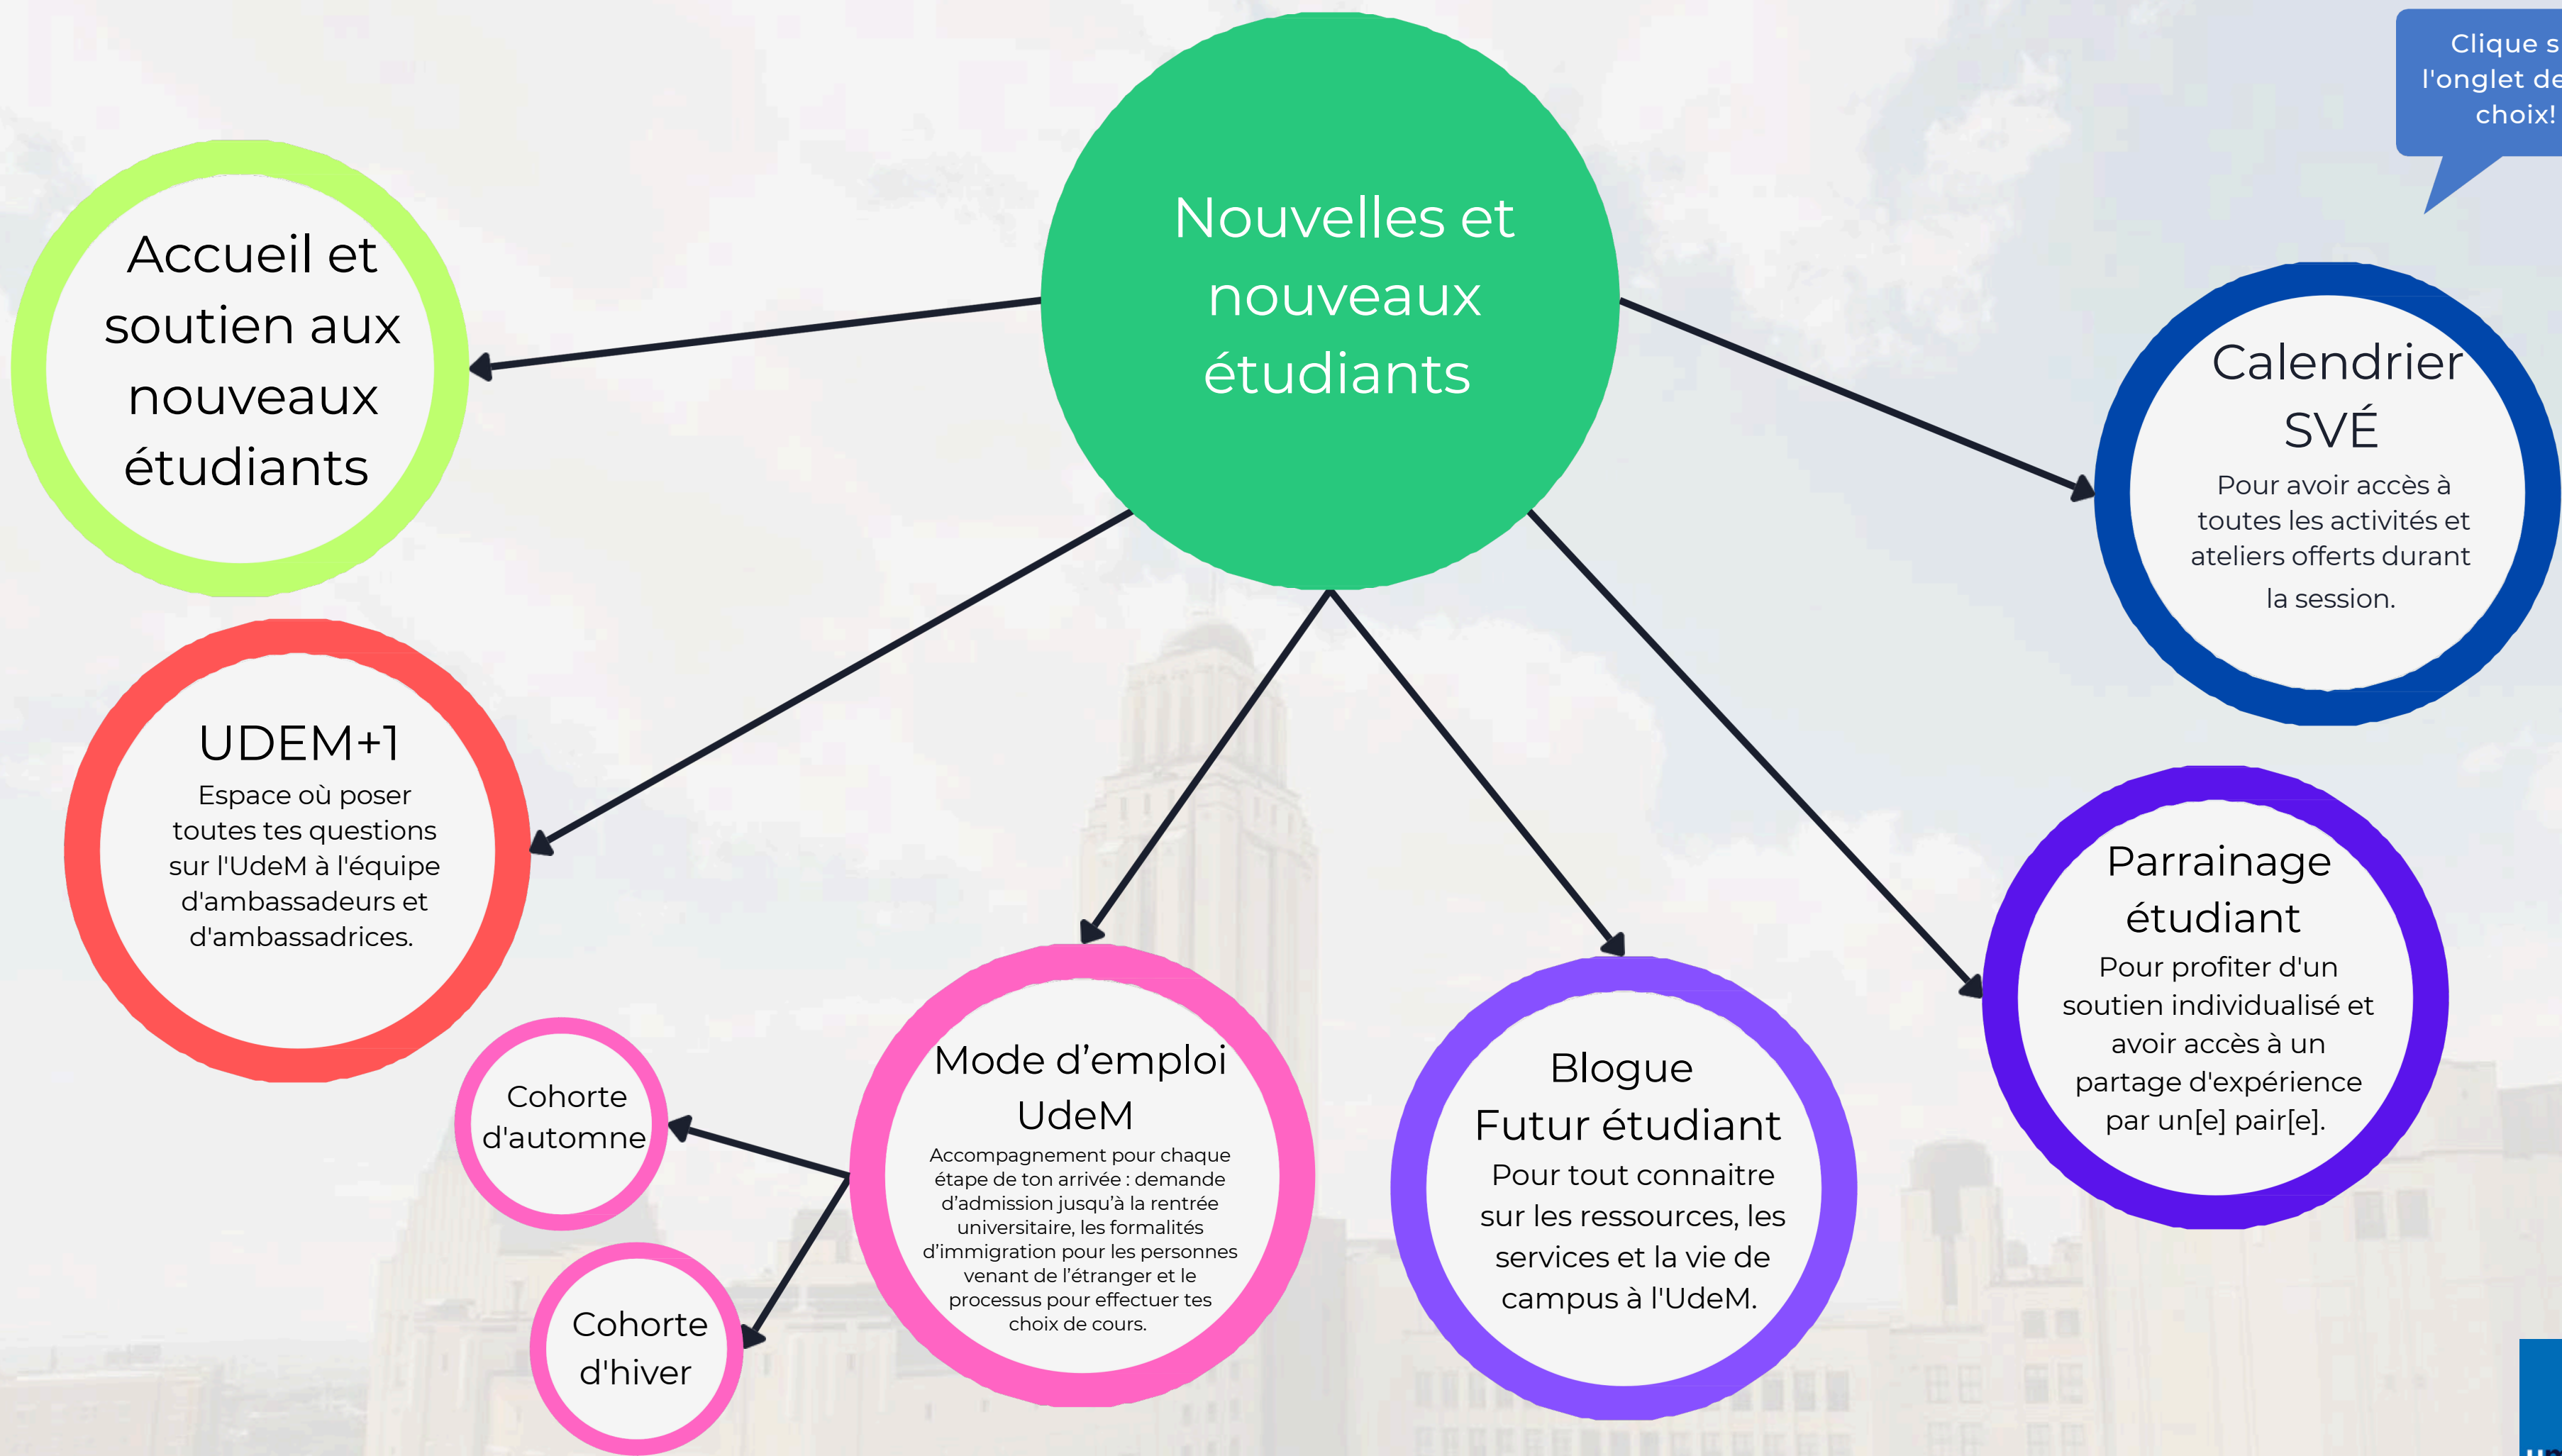 Nouvelles et
nouveaux
étudiants
Clique
l'onglet
choix!
Accueil et
soutien aux
nouveaux
étudiants
Calendrier
SVÉ
Pour avoir accès à
toutes les activités et
ateliers offerts durant
la session.
UDEM+1
Espace où poser
toutes tes questions
sur l'UdeM à l'équipe
d'ambassadeurs et
d'ambassadrices.
Parrainage
étudiant
Pour profiter d'un
soutien individualisé et
avoir accès à un
partage d'expérience
par un[e] pair[e].
Cohorte
d'automne
Cohorte
d'hiver
Mode d’emploi
UdeM
Accompagnement pour chaque
étape de ton arrivée : demande
d’admission jusqu’à la rentrée
universitaire, les formalités
d’immigration pour les personnes
venant de l’étranger et le
processus pour effectuer tes
choix de cours.
Blogue
Futur étudiant
Pour tout connaitre
sur les ressources, les
services et la vie de
campus à l'UdeM.